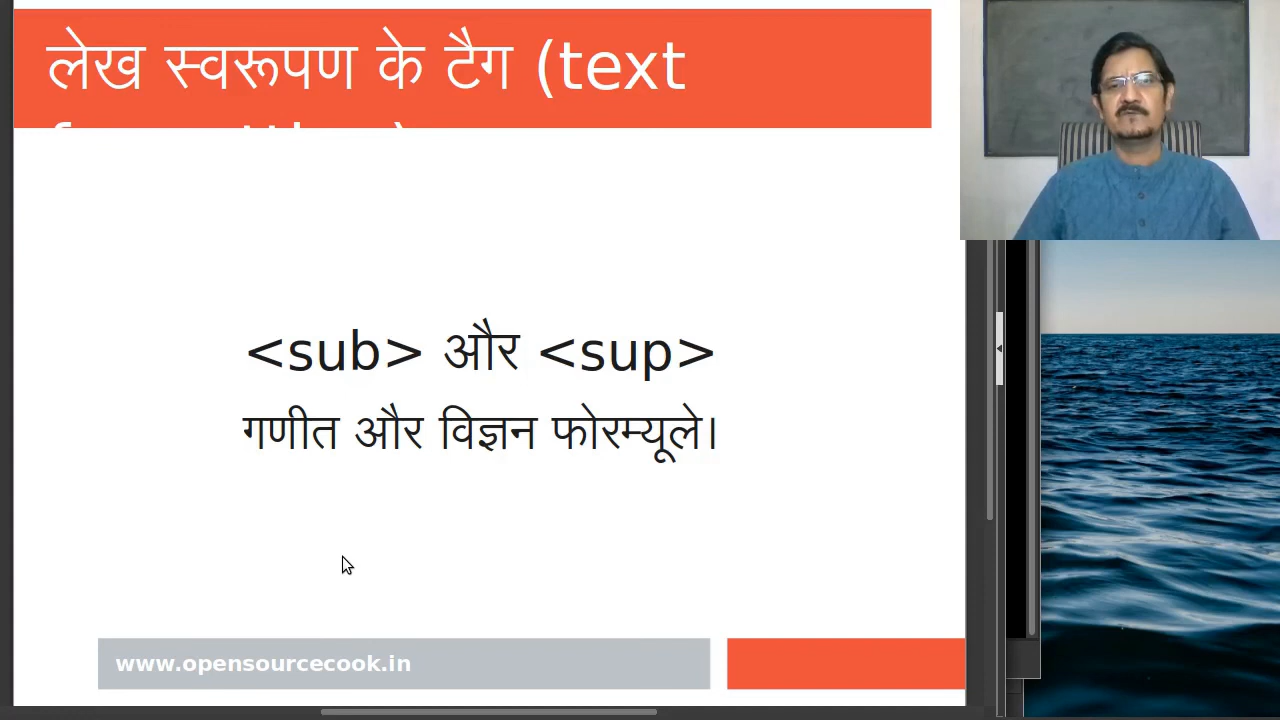 लेख स्वरूपण के टैग (text
<sub> और <sup>
गणीत और विज्ञन फोरम्यूले।
www.opensourcecook.in